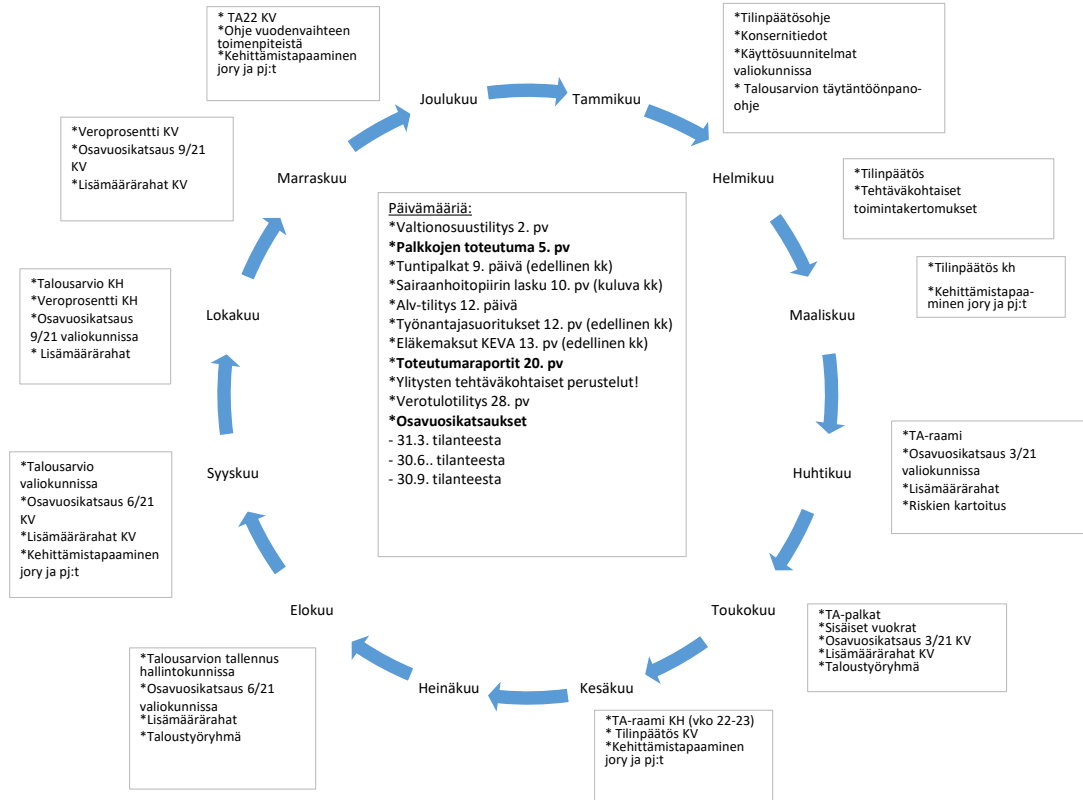 * TA22 KV
*Ohje vuodenvaihteen
toimenpiteistä
*Kehittämistapaaminen
jory ja pj:t
Joulukuu
Tammikuu
*Tilinpäätösohje
*Konsernitiedot
*Käyttösuunnitelmat
valiokunnissa
* Talousarvion täytäntöönpano-
ohje
Helmikuu
*Tilinpäätös
*Tehtäväkohtaiset
toimintakertomukset
Maaliskuu
*Tilinpäätös kh
*Kehittämistapaa-
minen jory ja pj:t
Huhtikuu
*TA-raami
*Osavuosikatsaus 3/21
valiokunnissa
*Lisämäärärahat
*Riskien kartoitus
Toukokuu
*TA-palkat
*Sisäiset vuokrat
*Osavuosikatsaus 3/21 KV
*Lisämäärärahat KV
*Taloustyöryhmä
Kesäkuu
*TA-raami KH (vko 22-23)
* Tilinpäätös KV
*Kehittämistapaaminen
jory ja pj:t
Heinäkuu
Elokuu
*Talousarvion tallennus
hallintokunnissa
*Osavuosikatsaus 6/21
valiokunnissa
*Lisämäärärahat
*Taloustyöryhmä
Syyskuu
*Talousarvio
valiokunnissa
*Osavuosikatsaus 6/21
KV
*Lisämäärärahat KV
*Kehittämistapaaminen
jory ja pj:t
Lokakuu
*Talousarvio KH
*Veroprosentti KH
*Osavuosikatsaus
9/21 valiokunnissa
* Lisämäärärahat
Marraskuu
*Veroprosentti KV
*Osavuosikatsaus 9/21
KV
*Lisämäärärahat KV
Päivämääriä:
*Valtionosuustilitys 2. pv
*Palkkojen toteutuma 5. pv
*Tuntipalkat 9. päivä (edellinen kk)
*Sairaanhoitopiirin lasku 10. pv (kuluva kk)
*Alv-tilitys 12. päivä
*Työnantajasuoritukset 12. pv (edellinen kk)
*Eläkemaksut KEVA 13. pv (edellinen kk)
*Toteutumaraportit 20. pv
*Ylitysten tehtäväkohtaiset perustelut!
*Verotulotilitys 28. pv
*Osavuosikatsaukset
- 31.3. tilanteesta
- 30.6.. tilanteesta
- 30.9. tilanteesta